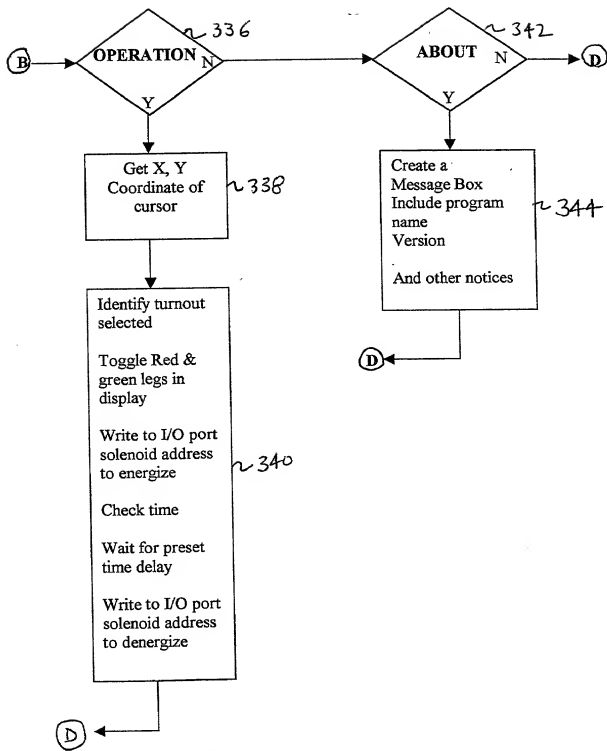 336
342
B
OPERATION
N
ABOUT
N
D
Y
Y
Get X, Y
Coordinate of
cursor
338
Create a
Message Box
Include program
name
Version
And other notices
344
D
Identify turnout
selected
Toggle Red &
green legs in
display
Write to I/O port
solenoid address
to energize
340
Check time
Wait for preset
time delay
Write to I/O port
solenoid address
to denergize
D